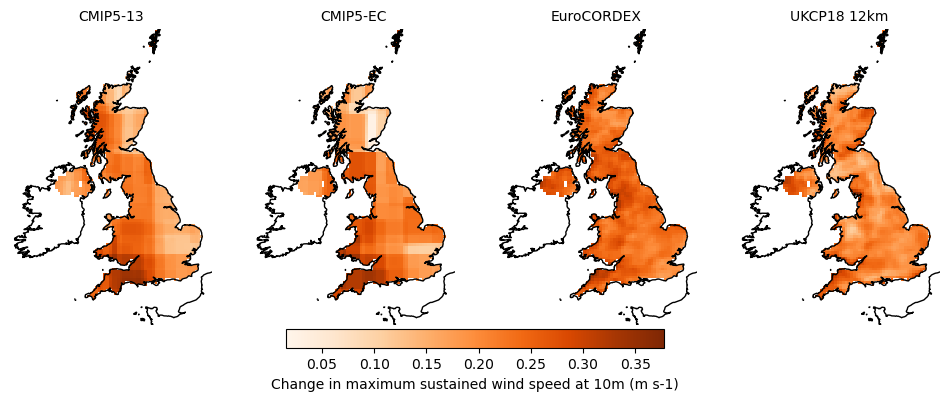 CMIP5-13 CMIP5-EC EuroCORDEX UKCP18 12km
0.05 0.10 0.15 0.20 0.25 0.30 0.35
Change in maximum sustained wind speed at 10m (m s-1)